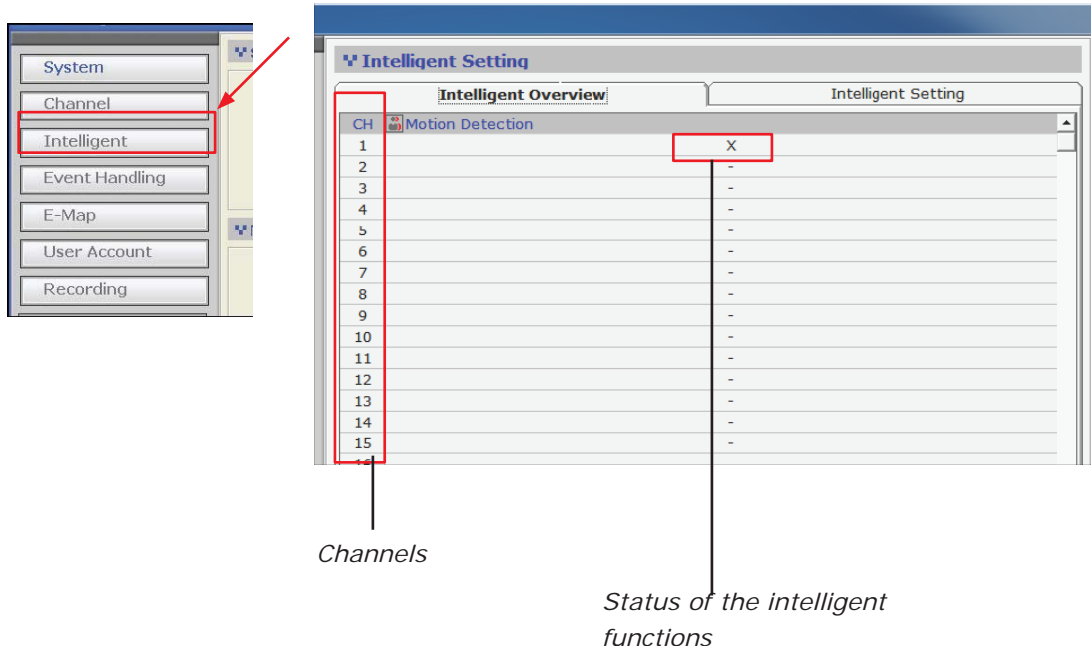 System
Channel
Intelligent
Event Handling
E-Map
User Account
Recording
Intelligent Setting
Intelligent Overview
Intelligent Setting
CH Motion Detection
1 X
2 -
3 -
4 -
5 -
6 -
7 -
8 -
9 -
10 -
11 -
12 -
13 -
14 -
15 -
Channels
Status of the intelligent
functions